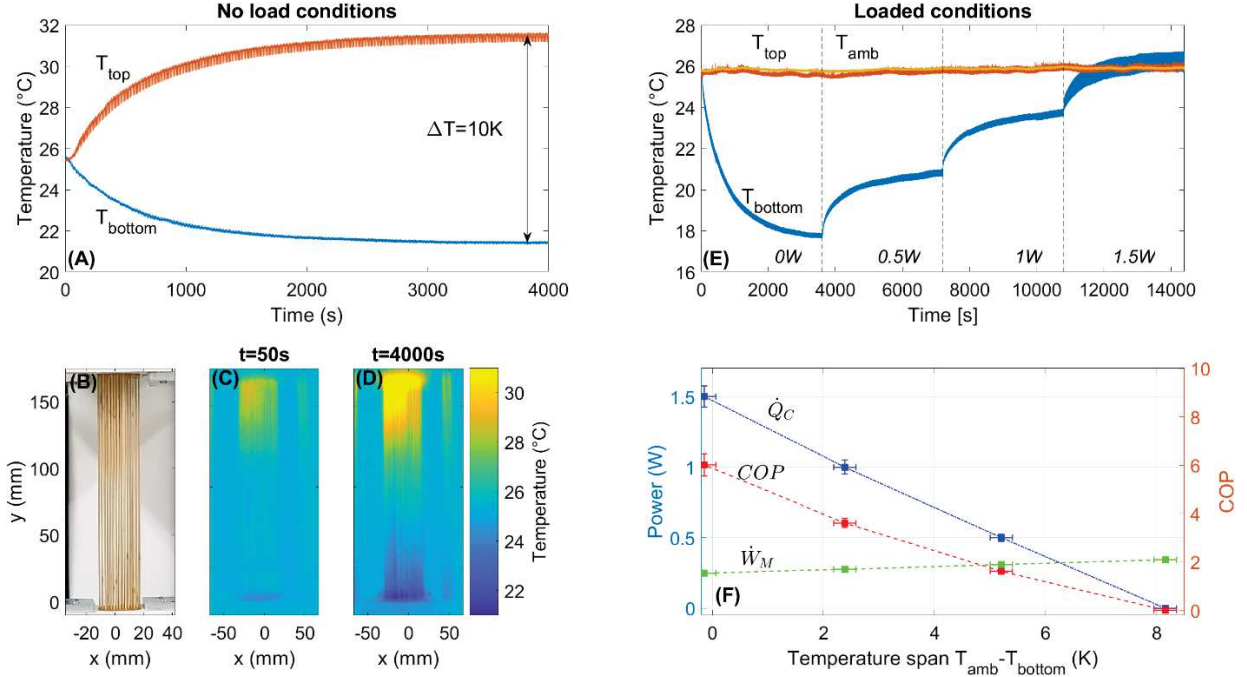 No load conditions
32
30
28
26
24
22
20
Temperature (°C)
T_top
T_bottom
ΔT=10K
(A)
0 1000 2000 3000 4000
Time (s)
Loaded conditions
28
26
24
22
20
18
16
Temperature (°C)
T_top T_amb
T_bottom
(E) 0W 0.5W 1W 1.5W
0 2000 4000 6000 8000 10000 12000 14000
Time [s]
(B)
150
100
50
0
y (mm)
-20 0 20 40
x (mm)
t=50s
(C)
-50 0 50
x (mm)
t=4000s
(D)
-50 0 50
x (mm)
30
28
26
24
22
Temperature (°C)
1.5
1
0.5
0
Power (W)
Q̇_C
COP
Ẇ_M
(F)
10
8
6
4
2
0
COP
0 2 4 6 8
Temperature span T_amb-T_bottom (K)